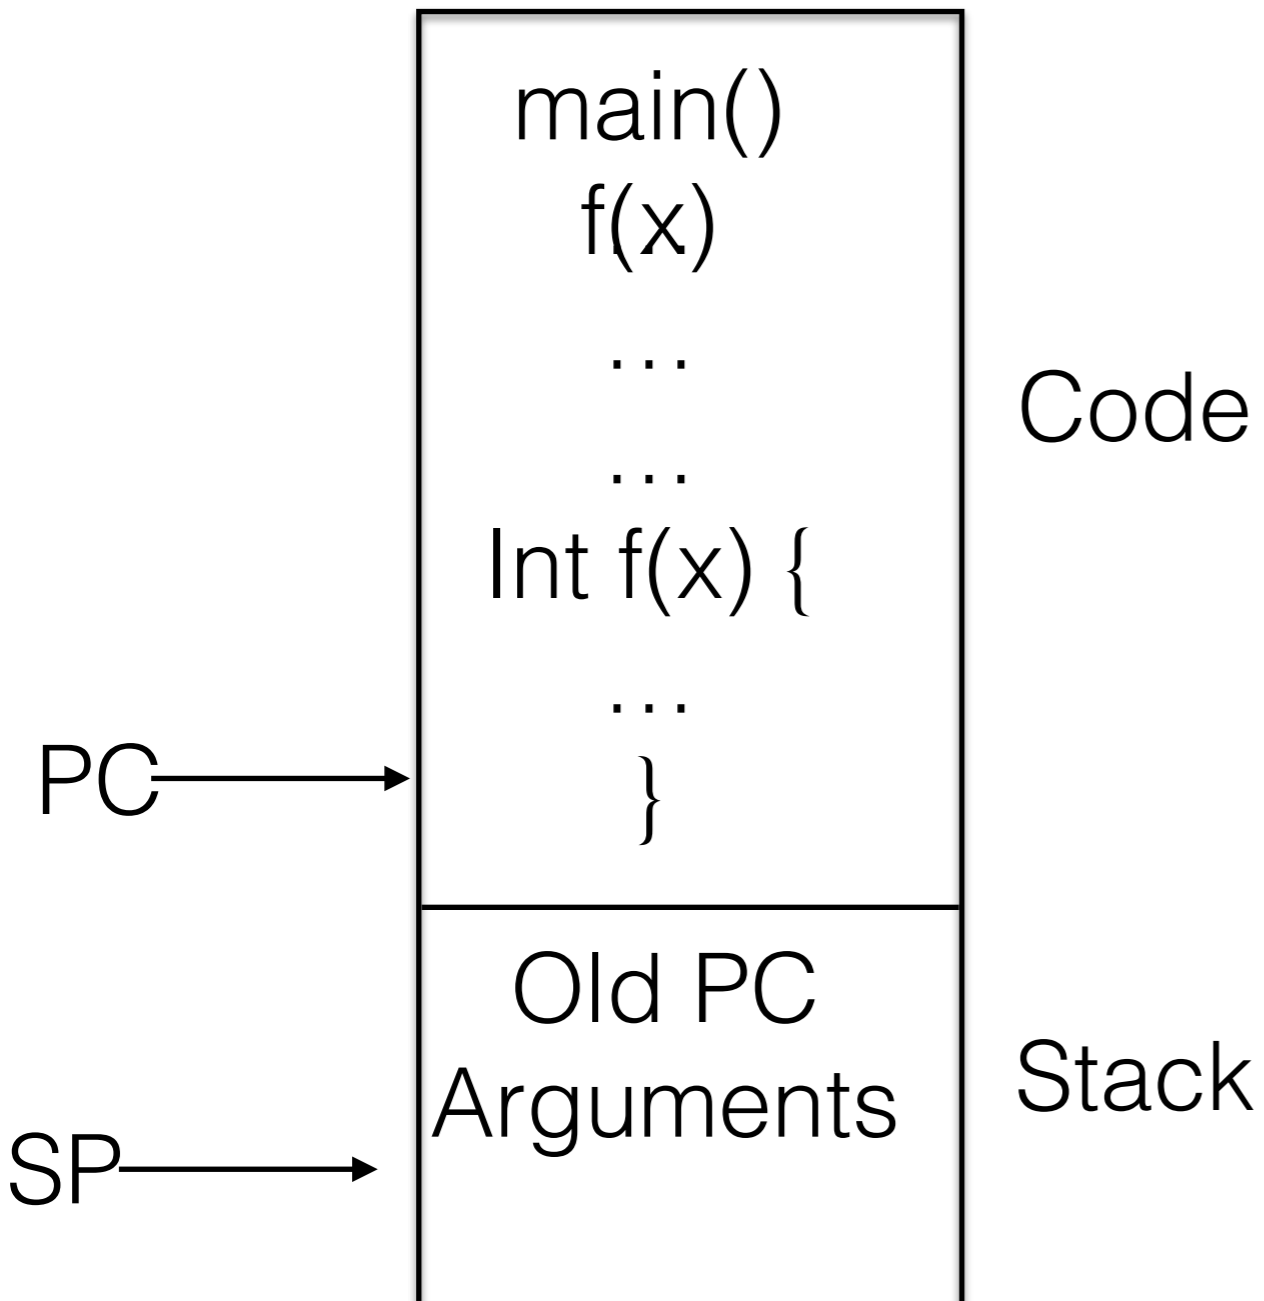 main()
f(x)
...
...
Code
Int f(x) {
...
PC
}
Old PC
Arguments
Stack
SP